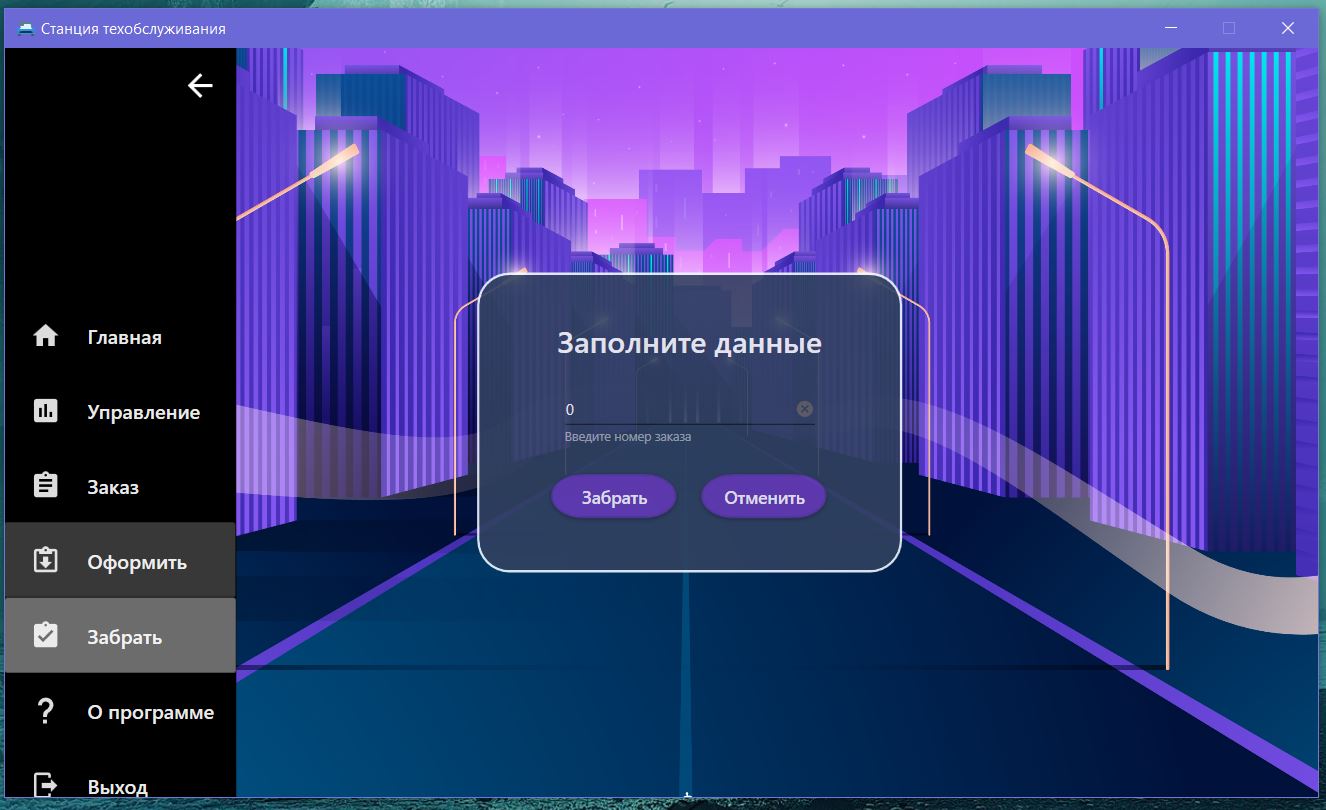 Станция техобслуживания
Главная
Управление
Заказ
Оформить
Забрать
О программе
Выход
Заполните данные
0
Введите номер заказа
Забрать
Отменить